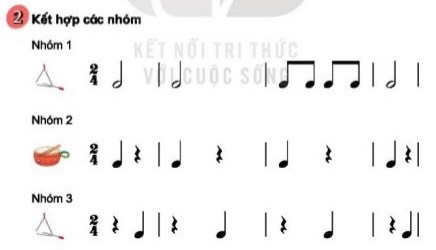 2 Kết hợp các nhóm
Nhóm 1
KẾT NỐI TRI THỨC
VỚI CUỘC SỐNG
2
4
Nhóm 2
2
4
Nhóm 3
2
4